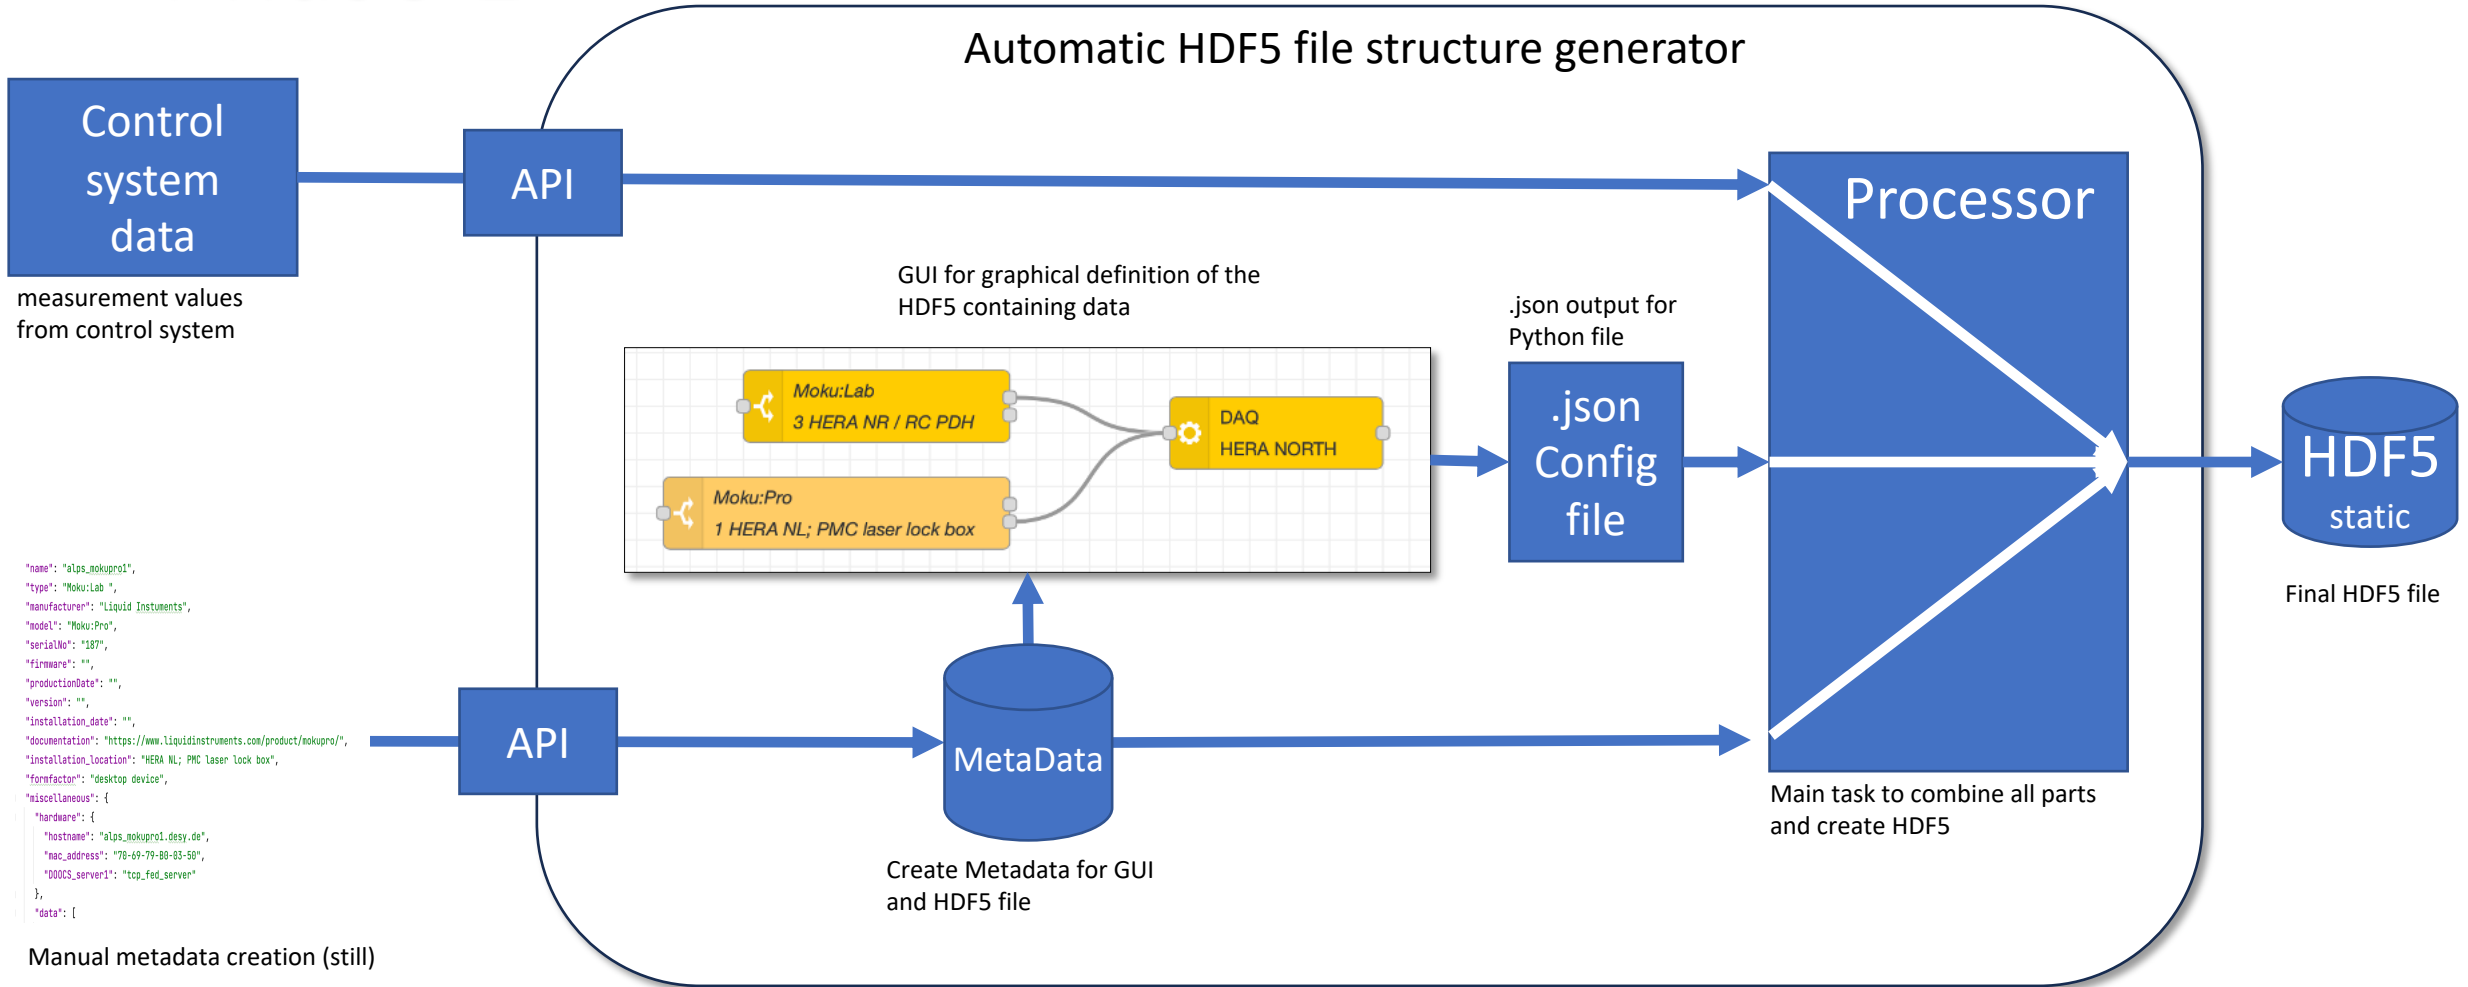 Automatic HDF5 file structure generator
Control
system
data
measurement values
from control system
API
Processor
GUI for graphical definition of the
HDF5 containing data
Moku:Lab
3 HERA NR / RC PDH
Moku:Pro
1 HERA NL; PMC laser lock box
DAQ
HERA NORTH
.json output for
Python file
.json
Config
file
HDF5
static
Final HDF5 file
"name": "alps_mokupro1",
"type": "Moku:Lab ",
"manufacturer": "Liquid Instuments",
"model": "Moku:Pro",
"serialNo": "187",
"firmware": "",
"productionDate": "",
"version": "",
"installation_date": "",
"documentation": "https://www.liquidinstruments.com/product/mokupro/",
"installation_location": "HERA NL; PMC laser lock box",
"formfactor": "desktop device",
"miscellaneous": {
"hardware": {
"hostname": "alps_mokupro1.desy.de",
"mac_address": "70-69-79-B0-03-50",
"DOOCS_server1": "tcp_fed_server"
},
"data": [
Manual metadata creation (still)
API
MetaData
Create Metadata for GUI
and HDF5 file
Main task to combine all parts
and create HDF5